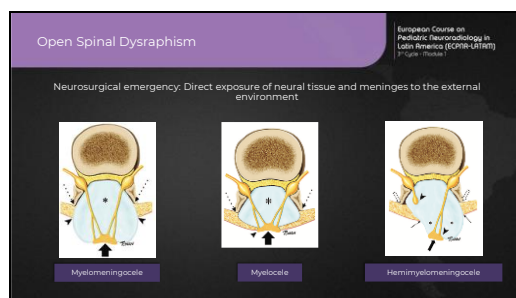 Open Spinal Dysraphism
European Course on
Pediatric Neuroradiology in
Latin America (ECPNR-LATAM)
3rd Cycle - Module 1
Neurosurgical emergency: Direct exposure of neural tissue and meninges to the external
environment
*
*
Myelomeningocele
Myelocele
Hemimyelomeningocele